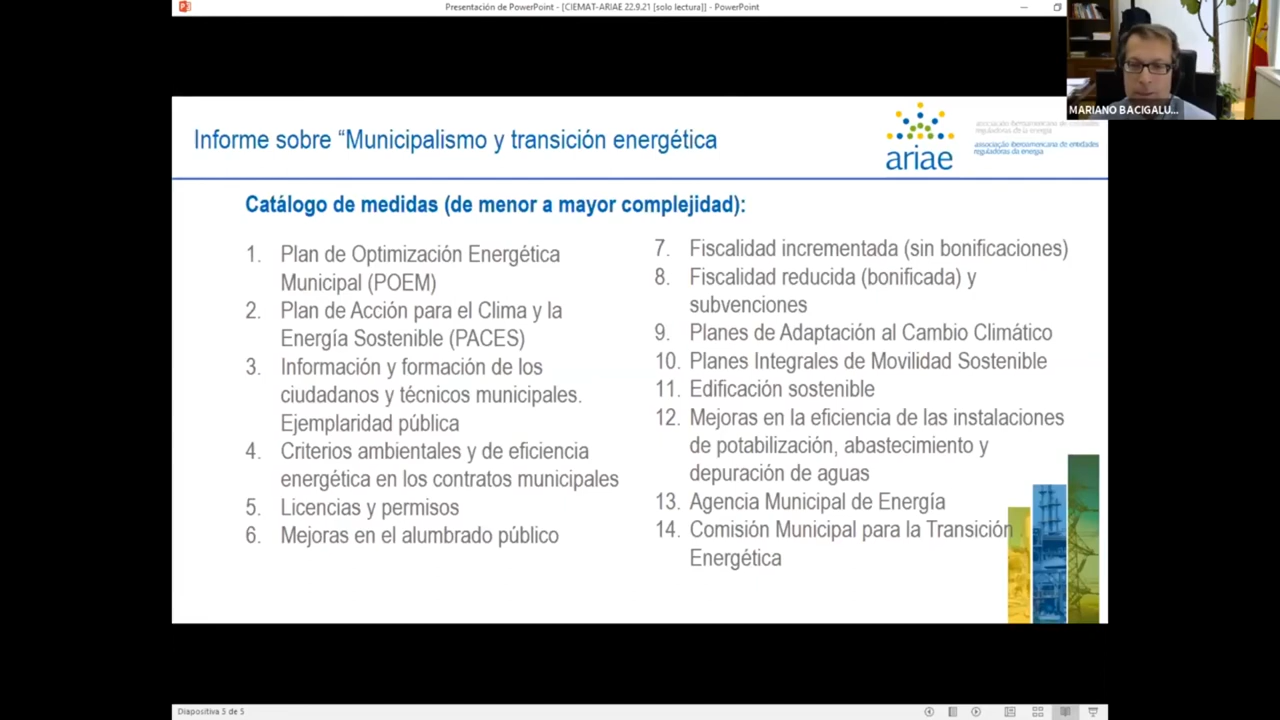 Presentación de PowerPoint - [CIEMAT-ARIAE 22.9.21 [solo lectura]] - PowerPoint
MARIANO BACIGALU...
Informe sobre “Municipalismo y transición energética
ariae
associação iberoamericana de entidades
reguladoras da energia
Catálogo de medidas (de menor a mayor complejidad):
1. Plan de Optimización Energética
Municipal (POEM)
2. Plan de Acción para el Clima y la
Energía Sostenible (PACES)
3. Información y formación de los
ciudadanos y técnicos municipales.
Ejemplaridad pública
4. Criterios ambientales y de eficiencia
energética en los contratos municipales
5. Licencias y permisos
6. Mejoras en el alumbrado público
7. Fiscalidad incrementada (sin bonificaciones)
8. Fiscalidad reducida (bonificada) y
subvenciones
9. Planes de Adaptación al Cambio Climático
10. Planes Integrales de Movilidad Sostenible
11. Edificación sostenible
12. Mejoras en la eficiencia de las instalaciones
de potabilización, abastecimiento y
depuración de aguas
13. Agencia Municipal de Energía
14. Comisión Municipal para la Transición
Energética
Diapositiva 5 de 5